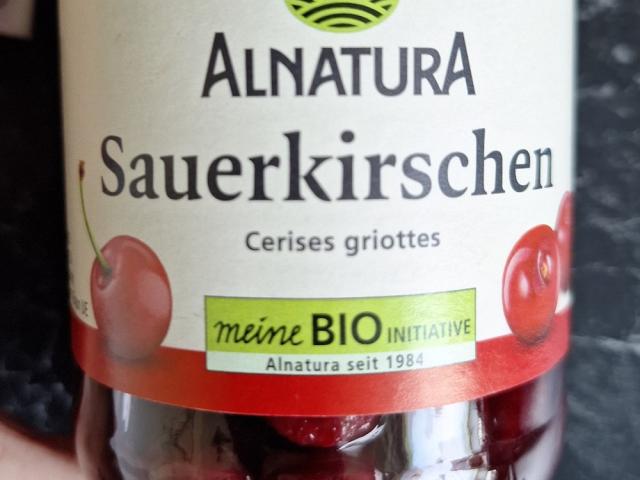 ALNATURA
Sauerkirschen
Cerises griottes
meine BIO INITIATIVE
Alnatura seit 1984